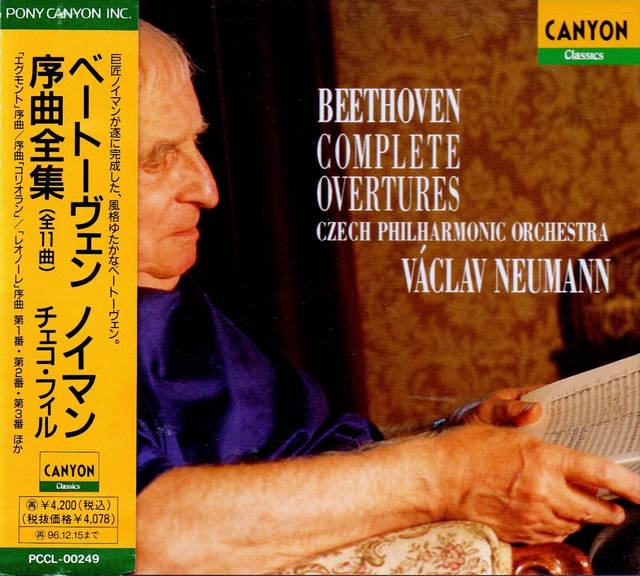 PONY CANYON INC.
巨匠ノイマンが遂に完成した、風格ゆたかなベートーヴェン。
ベートーヴェン
序曲全集(全11曲)
ノイマン
チェコ・フィル
「エグモント」序曲/序曲「コリオラン」/「レオノーレ」序曲 第1番・第2番・第3番 ほか
CANYON
Classics
再¥4,200(税込)
(税抜価格¥4,078)
再96.12.15まで
PCCL-00249
CANYON
Classics
BEETHOVEN
COMPLETE
OVERTURES
CZECH PHILHARMONIC ORCHESTRA
VÁCLAV NEUMANN